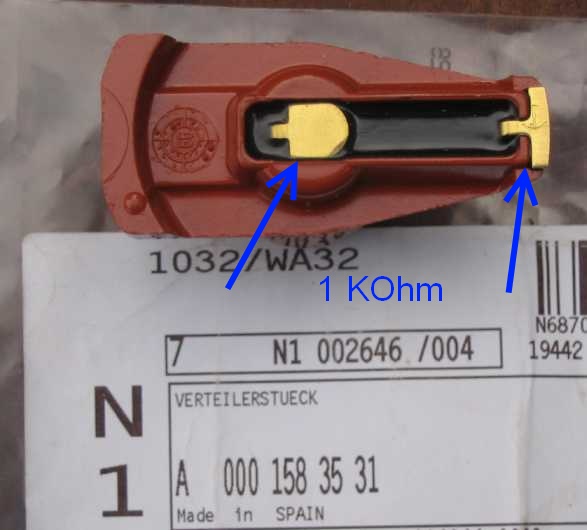 1032/WA32
1 KOhm
7 N1 002646 /004
N6870
19442
N
1
VERTEILERSTUECK
A 000 158 35 31
Made in SPAIN